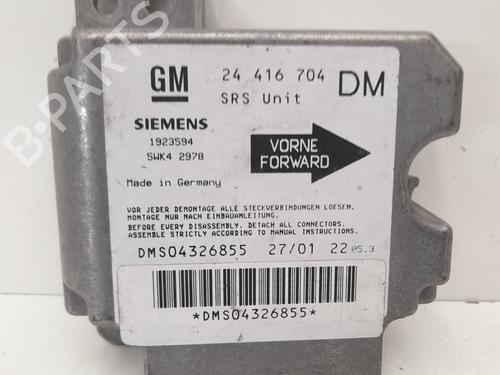 B-PARTS
GM 24 416 704 DM
SRS Unit
SIEMENS
1923594
5WK4 2978
VORNE
FORWARD
Made in Germany
VOR JEDER DEMONTAGE ALLE STECKVERBINDUNGEN LOESEN.
MONTAGE NUR NACH EINBAUANLEITUNG.
BEFORE EVERY DISASSEMBLY. DETACH ALL CONNECTORS.
ASSEMBLE STRICTLY ACCORDING TO MANUAL INSTRUCTIONS.
DMS04326855 27/01 22 05.3
*DMS04326855*